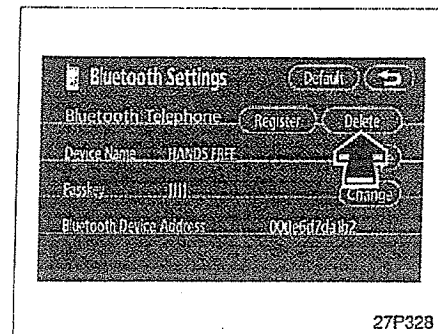 Bluetooth Settings Default
Bluetooth Telephone Register Delete
Device Name HANDS FREE
Passkey Change
Bluetooth Device Address
27P328